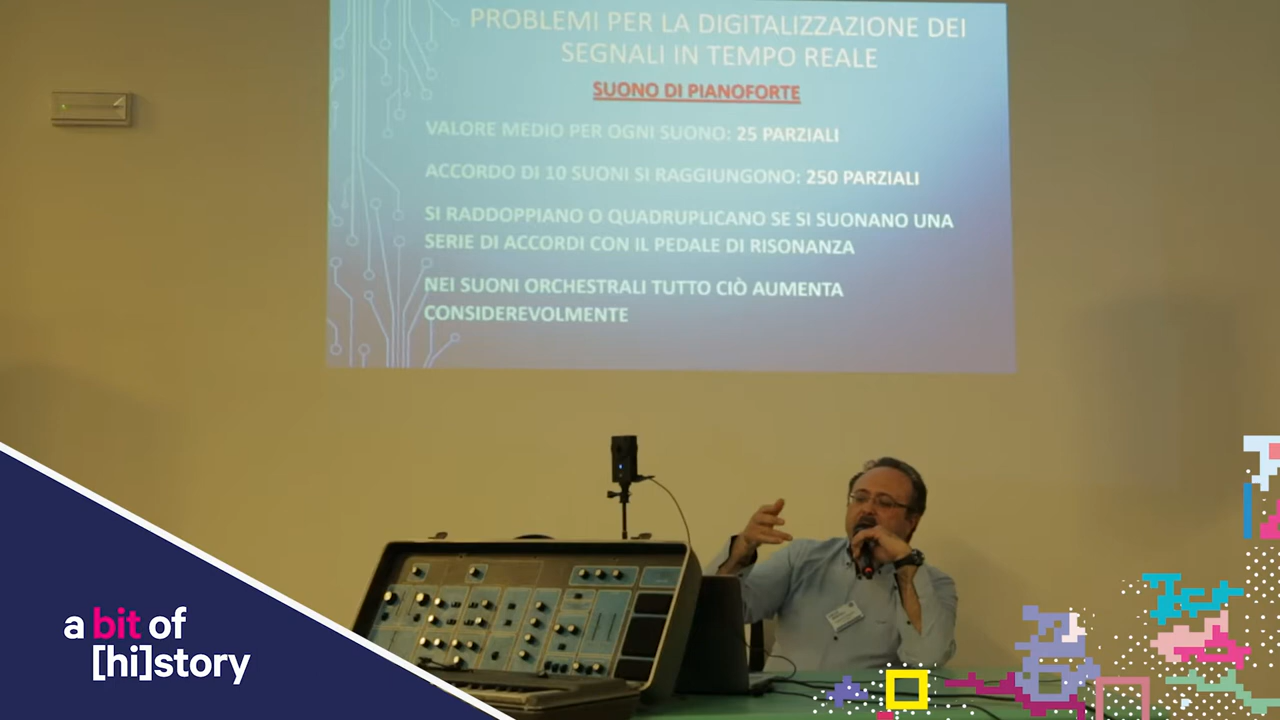 PROBLEMI PER LA DIGITALIZZAZIONE DEI
SEGNALI IN TEMPO REALE
SUONO DI PIANOFORTE
VALORE MEDIO PER OGNI SUONO: 25 PARZIALI
ACCORDO DI 10 SUONI SI RAGGIUNGONO: 250 PARZIALI
SI RADDOPPIANO O QUADRUPLICANO SE SI SUONANO UNA
SERIE DI ACCORDI CON IL PEDALE DI RISONANZA
NEI SUONI ORCHESTRALI TUTTO CIÒ AUMENTA
CONSIDEREVOLMENTE
a bit of
[hi]story